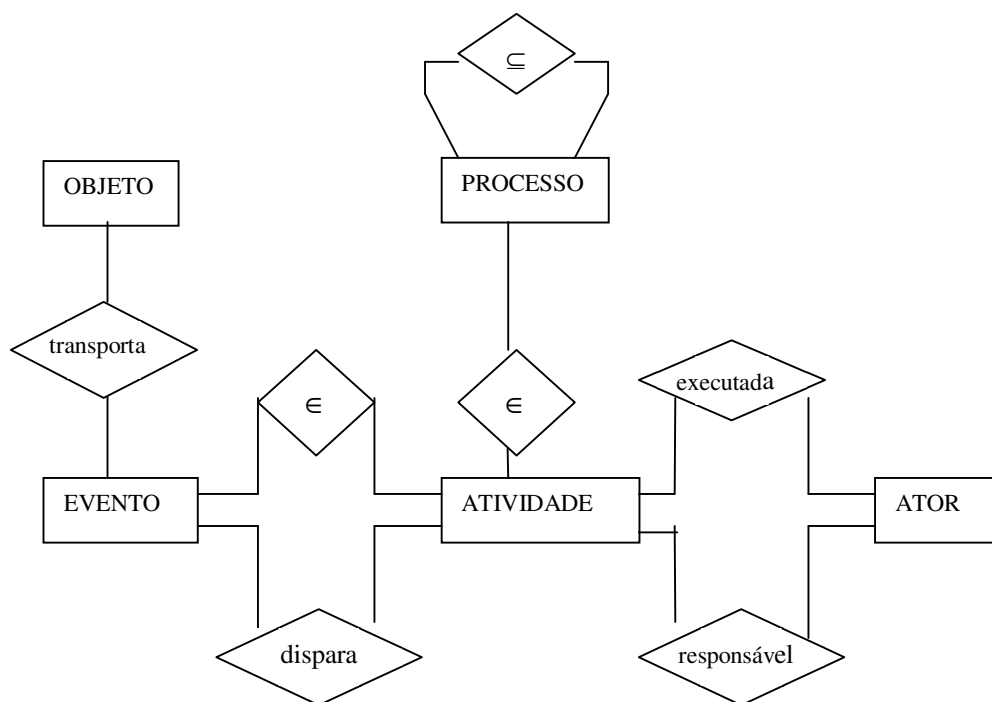 ⊆
OBJETO
PROCESSO
transporta
∈
∈
executada
EVENTO
ATIVIDADE
ATOR
dispara
responsável